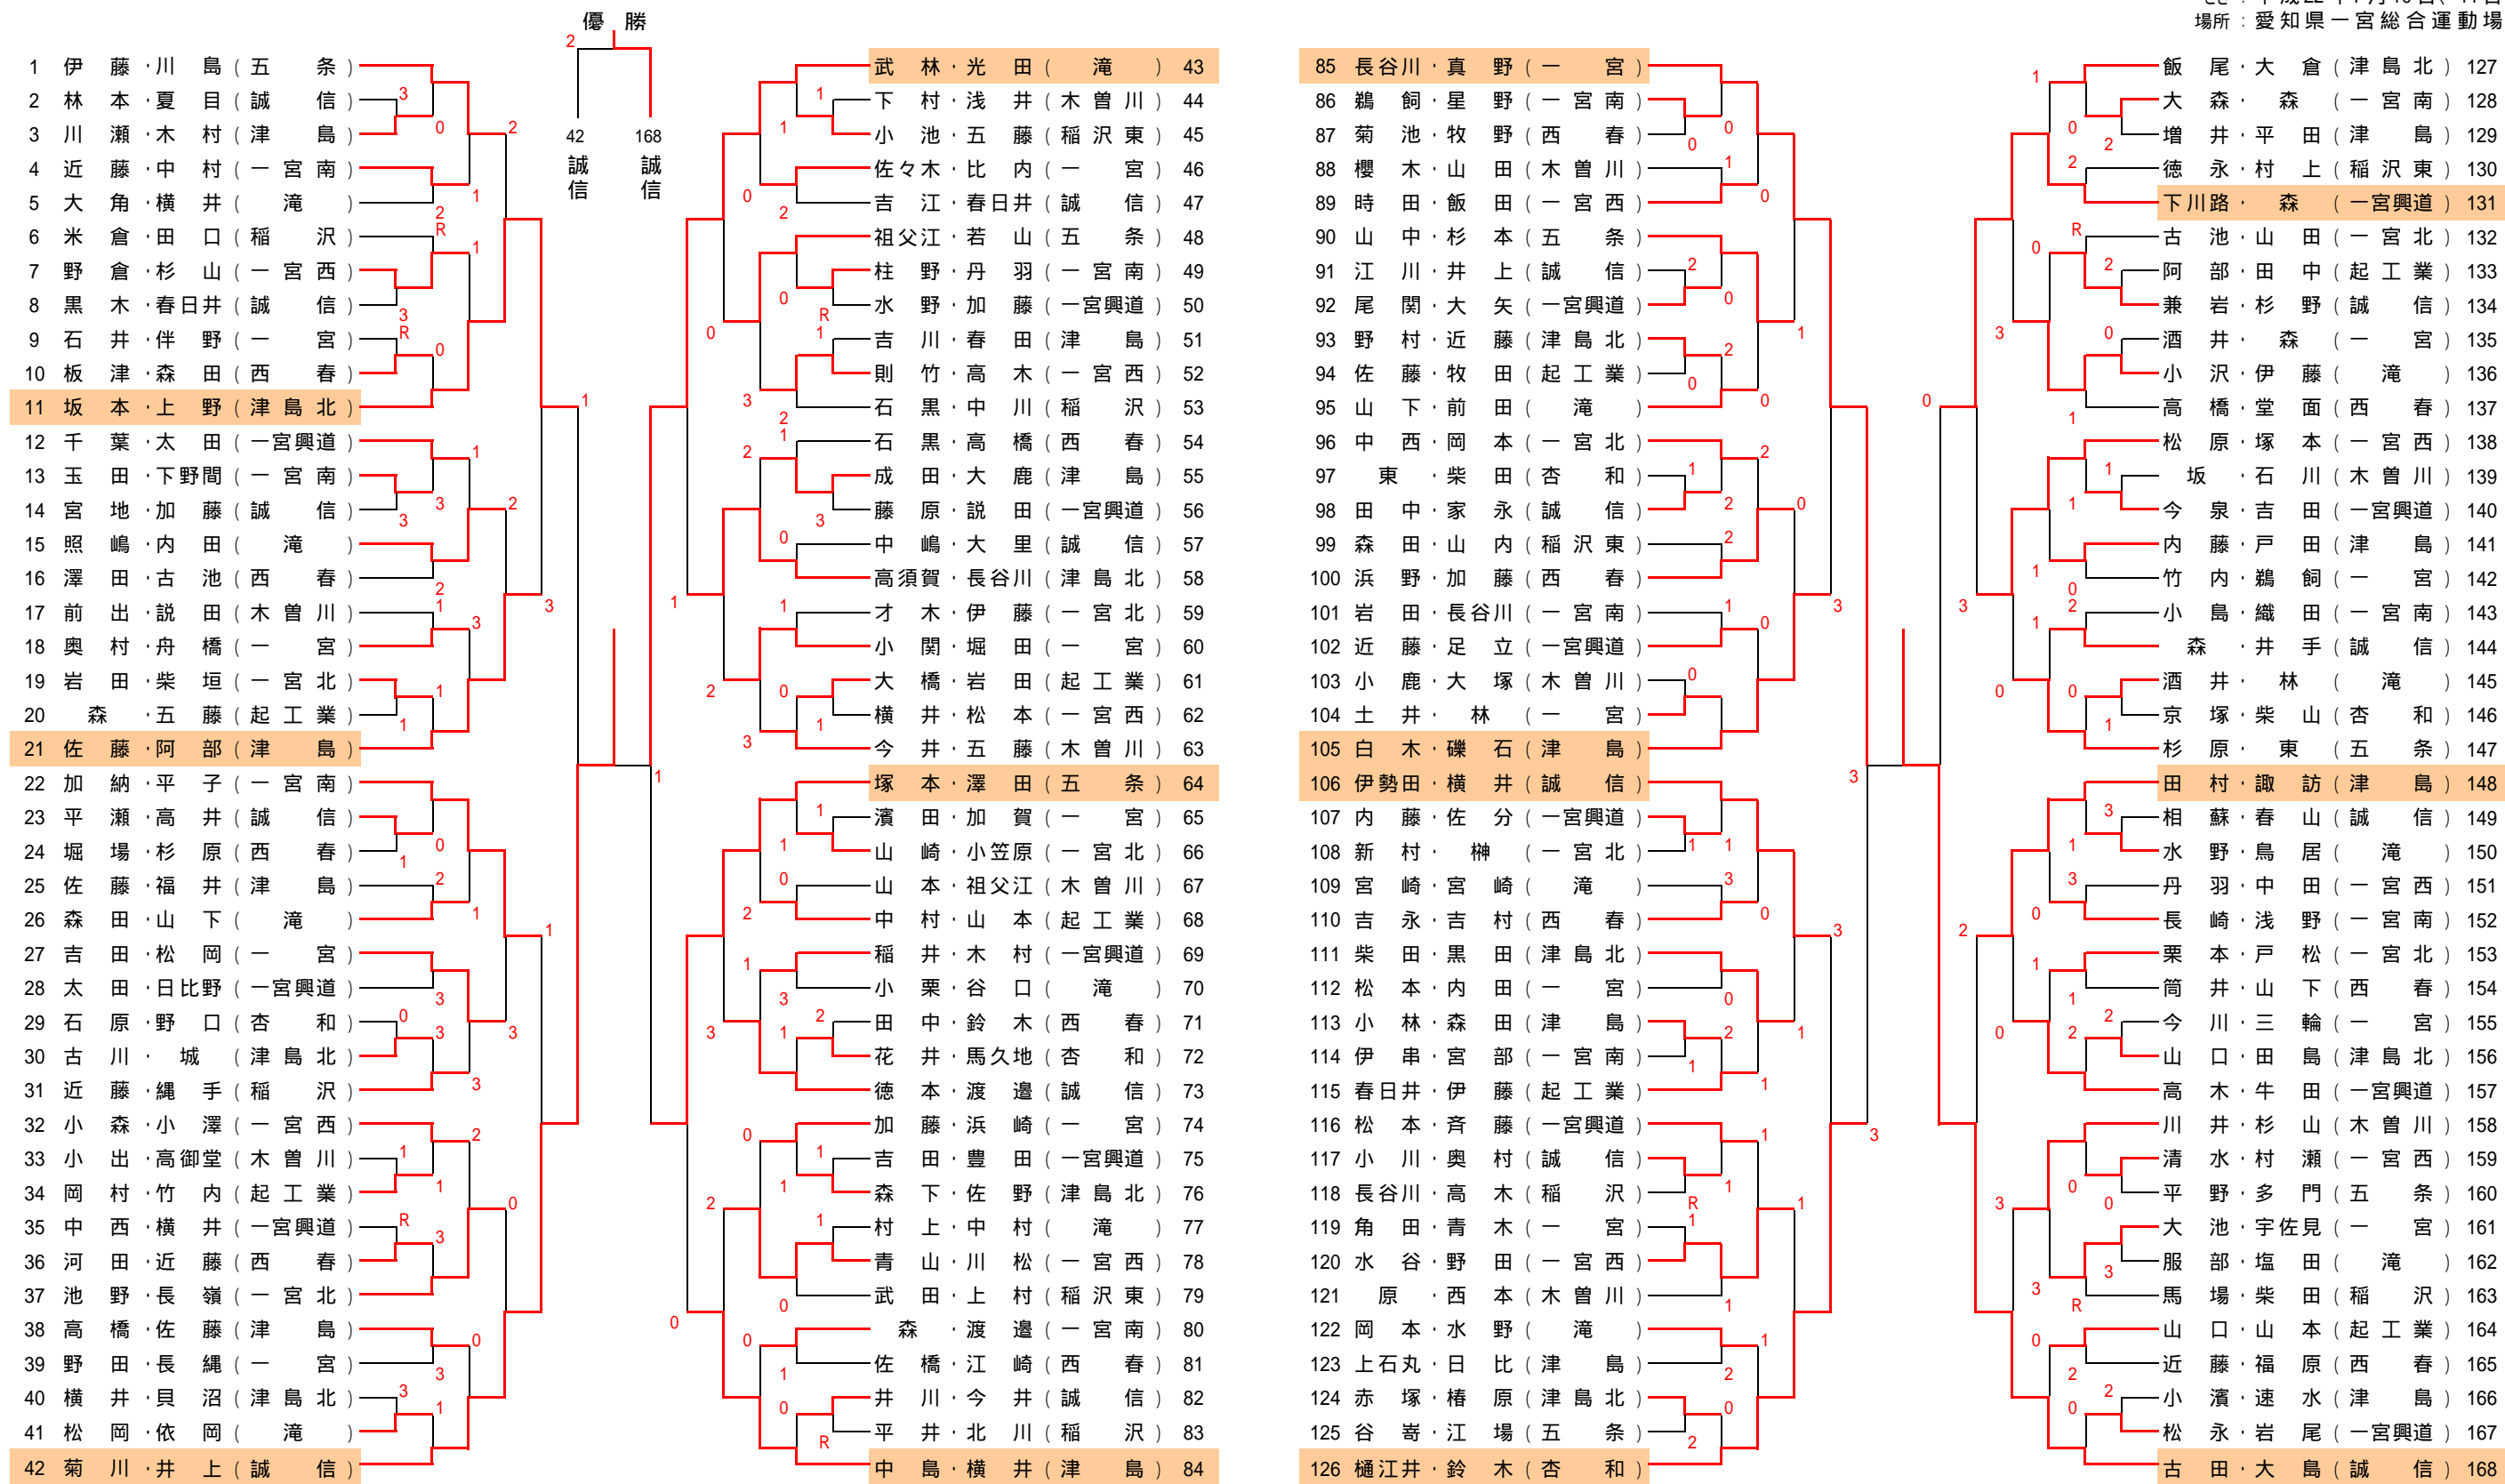 優 勝
2
42 168
誠信 誠信
場所 : 愛知県一宮総合運動場
1 伊 藤 · 川 島 ( 五 条 )
2 林 本 · 夏 目 ( 誠 信 )
3 川 瀬 · 木 村 ( 津 島 )
4 近 藤 · 中 村 ( 一 宮 南 )
5 大 角 · 横 井 ( 滝 )
6 米 倉 · 田 口 ( 稲 沢 )
7 野 倉 · 杉 山 ( 一 宮 西 )
8 黒 木 · 春日井 ( 誠 信 )
9 石 井 · 伴 野 ( 一 宮 )
10 板 津 · 森 田 ( 西 春 )
11 坂 本 · 上 野 ( 津 島 北 )
12 千 葉 · 太 田 ( 一宮興道 )
13 玉 田 · 下野間 ( 一 宮 南 )
14 宮 地 · 加 藤 ( 誠 信 )
15 照 嶋 · 内 田 ( 滝 )
16 澤 田 · 古 池 ( 西 春 )
17 前 出 · 説 田 ( 木 曽 川 )
18 奥 村 · 舟 橋 ( 一 宮 )
19 岩 田 · 柴 垣 ( 一 宮 北 )
20 森 · 五 藤 ( 起 工 業 )
21 佐 藤 · 阿 部 ( 津 島 )
22 加 納 · 平 子 ( 一 宮 南 )
23 平 瀬 · 高 井 ( 誠 信 )
24 堀 場 · 杉 原 ( 西 春 )
25 佐 藤 · 福 井 ( 津 島 )
26 森 田 · 山 下 ( 滝 )
27 吉 田 · 松 岡 ( 一 宮 )
28 太 田 · 日比野 ( 一宮興道 )
29 石 原 · 野 口 ( 杏 和 )
30 古 川 · 城 ( 津 島 北 )
31 近 藤 · 縄 手 ( 稲 沢 )
32 小 森 · 小 澤 ( 一 宮 西 )
33 小 出 · 高御堂 ( 木 曽 川 )
34 岡 村 · 竹 内 ( 起 工 業 )
35 中 西 · 横 井 ( 一宮興道 )
36 河 田 · 近 藤 ( 西 春 )
37 池 野 · 長 嶺 ( 一 宮 北 )
38 高 橋 · 佐 藤 ( 津 島 )
39 野 田 · 長 縄 ( 一 宮 )
40 横 井 · 貝 沼 ( 津 島 北 )
41 松 岡 · 依 岡 ( 滝 )
42 菊 川 · 井 上 ( 誠 信 )
武 林 · 光 田 ( 滝 ) 43
下 村 · 浅 井 ( 木 曽 川 ) 44
小 池 · 五 藤 ( 稲 沢 東 ) 45
佐々木 · 比 内 ( 一 宮 ) 46
吉 江 · 春日井 ( 誠 信 ) 47
祖父江 · 若 山 ( 五 条 ) 48
柱 野 · 丹 羽 ( 一 宮 南 ) 49
水 野 · 加 藤 ( 一宮興道 ) 50
吉 川 · 春 田 ( 津 島 ) 51
則 竹 · 高 木 ( 一 宮 西 ) 52
石 黒 · 中 川 ( 稲 沢 ) 53
石 黒 · 高 橋 ( 西 春 ) 54
成 田 · 大 鹿 ( 津 島 ) 55
藤 原 · 説 田 ( 一宮興道 ) 56
中 嶋 · 大 里 ( 誠 信 ) 57
高須賀 · 長谷川 ( 津 島 北 ) 58
才 木 · 伊 藤 ( 一 宮 北 ) 59
小 関 · 堀 田 ( 一 宮 ) 60
大 橋 · 岩 田 ( 起 工 業 ) 61
横 井 · 松 本 ( 一 宮 西 ) 62
今 井 · 五 藤 ( 木 曽 川 ) 63
塚 本 · 澤 田 ( 五 条 ) 64
濱 田 · 加 賀 ( 一 宮 ) 65
山 崎 · 小笠原 ( 一 宮 北 ) 66
山 本 · 祖父江 ( 木 曽 川 ) 67
中 村 · 山 本 ( 起 工 業 ) 68
稲 井 · 木 村 ( 一宮興道 ) 69
小 栗 · 谷 口 ( 滝 ) 70
田 中 · 鈴 木 ( 西 春 ) 71
花 井 · 馬久地 ( 杏 和 ) 72
徳 本 · 渡 邉 ( 誠 信 ) 73
加 藤 · 浜 崎 ( 一 宮 ) 74
吉 田 · 豊 田 ( 一宮興道 ) 75
森 下 · 佐 野 ( 津 島 北 ) 76
村 上 · 中 村 ( 滝 ) 77
青 山 · 川 松 ( 一 宮 西 ) 78
武 田 · 上 村 ( 稲 沢 東 ) 79
森 · 渡 邉 ( 一 宮 南 ) 80
佐 橋 · 江 崎 ( 西 春 ) 81
井 川 · 今 井 ( 誠 信 ) 82
平 井 · 北 川 ( 稲 沢 ) 83
中 島 · 横 井 ( 津 島 ) 84
85 長谷川 · 真 野 ( 一 宮 )
86 鵜 飼 · 星 野 ( 一 宮 南 )
87 菊 池 · 牧 野 ( 西 春 )
88 櫻 木 · 山 田 ( 木 曽 川 )
89 時 田 · 飯 田 ( 一 宮 西 )
90 山 中 · 杉 本 ( 五 条 )
91 江 川 · 井 上 ( 誠 信 )
92 尾 関 · 大 矢 ( 一宮興道 )
93 野 村 · 近 藤 ( 津 島 北 )
94 佐 藤 · 牧 田 ( 起 工 業 )
95 山 下 · 前 田 ( 滝 )
96 中 西 · 岡 本 ( 一 宮 北 )
97 東 · 柴 田 ( 杏 和 )
98 田 中 · 家 永 ( 誠 信 )
99 森 田 · 山 内 ( 稲 沢 東 )
100 浜 野 · 加 藤 ( 西 春 )
101 岩 田 · 長谷川 ( 一 宮 南 )
102 近 藤 · 足 立 ( 一宮興道 )
103 小 鹿 · 大 塚 ( 木 曽 川 )
104 土 井 · 林 ( 一 宮 )
105 白 木 · 礫 石 ( 津 島 )
106 伊勢田 · 横 井 ( 誠 信 )
107 内 藤 · 佐 分 ( 一宮興道 )
108 新 村 · 榊 ( 一 宮 北 )
109 宮 崎 · 宮 崎 ( 滝 )
110 吉 永 · 吉 村 ( 西 春 )
111 柴 田 · 黒 田 ( 津 島 北 )
112 松 本 · 内 田 ( 一 宮 )
113 小 林 · 森 田 ( 津 島 )
114 伊 串 · 宮 部 ( 一 宮 南 )
115 春日井 · 伊 藤 ( 起 工 業 )
116 松 本 · 斉 藤 ( 一宮興道 )
117 小 川 · 奥 村 ( 誠 信 )
118 長谷川 · 高 木 ( 稲 沢 )
119 角 田 · 青 木 ( 一 宮 )
120 水 谷 · 野 田 ( 一 宮 西 )
121 原 · 西 本 ( 木 曽 川 )
122 岡 本 · 水 野 ( 滝 )
123 上石丸 · 日 比 ( 津 島 )
124 赤 塚 · 椿 原 ( 津 島 北 )
125 谷 嵜 · 江 場 ( 五 条 )
126 樋江井 · 鈴 木 ( 杏 和 )
飯 尾 · 大 倉 ( 津 島 北 ) 127
大 森 · 森 ( 一 宮 南 ) 128
増 井 · 平 田 ( 津 島 ) 129
徳 永 · 村 上 ( 稲 沢 東 ) 130
下川路 · 森 ( 一宮興道 ) 131
古 池 · 山 田 ( 一 宮 北 ) 132
阿 部 · 田 中 ( 起 工 業 ) 133
兼 岩 · 杉 野 ( 誠 信 ) 134
酒 井 · 森 ( 一 宮 ) 135
小 沢 · 伊 藤 ( 滝 ) 136
高 橋 · 堂 面 ( 西 春 ) 137
松 原 · 塚 本 ( 一 宮 西 ) 138
坂 · 石 川 ( 木 曽 川 ) 139
今 泉 · 吉 田 ( 一宮興道 ) 140
内 藤 · 戸 田 ( 津 島 ) 141
竹 内 · 鵜 飼 ( 一 宮 ) 142
小 島 · 織 田 ( 一 宮 南 ) 143
森 · 井 手 ( 誠 信 ) 144
酒 井 · 林 ( 滝 ) 145
京 塚 · 柴 山 ( 杏 和 ) 146
杉 原 · 東 ( 五 条 ) 147
田 村 · 諏 訪 ( 津 島 ) 148
相 蘇 · 春 山 ( 誠 信 ) 149
水 野 · 鳥 居 ( 滝 ) 150
丹 羽 · 中 田 ( 一 宮 西 ) 151
長 崎 · 浅 野 ( 一 宮 南 ) 152
栗 本 · 戸 松 ( 一 宮 北 ) 153
筒 井 · 山 下 ( 西 春 ) 154
今 川 · 三 輪 ( 一 宮 ) 155
山 口 · 田 島 ( 津 島 北 ) 156
高 木 · 牛 田 ( 一宮興道 ) 157
川 井 · 杉 山 ( 木 曽 川 ) 158
清 水 · 村 瀬 ( 一 宮 西 ) 159
平 野 · 多 門 ( 五 条 ) 160
大 池 · 宇佐見 ( 一 宮 ) 161
服 部 · 塩 田 ( 滝 ) 162
馬 場 · 柴 田 ( 稲 沢 ) 163
山 口 · 山 本 ( 起 工 業 ) 164
近 藤 · 福 原 ( 西 春 ) 165
小 濱 · 速 水 ( 津 島 ) 166
松 永 · 岩 尾 ( 一宮興道 ) 167
古 田 · 大 島 ( 誠 信 ) 168